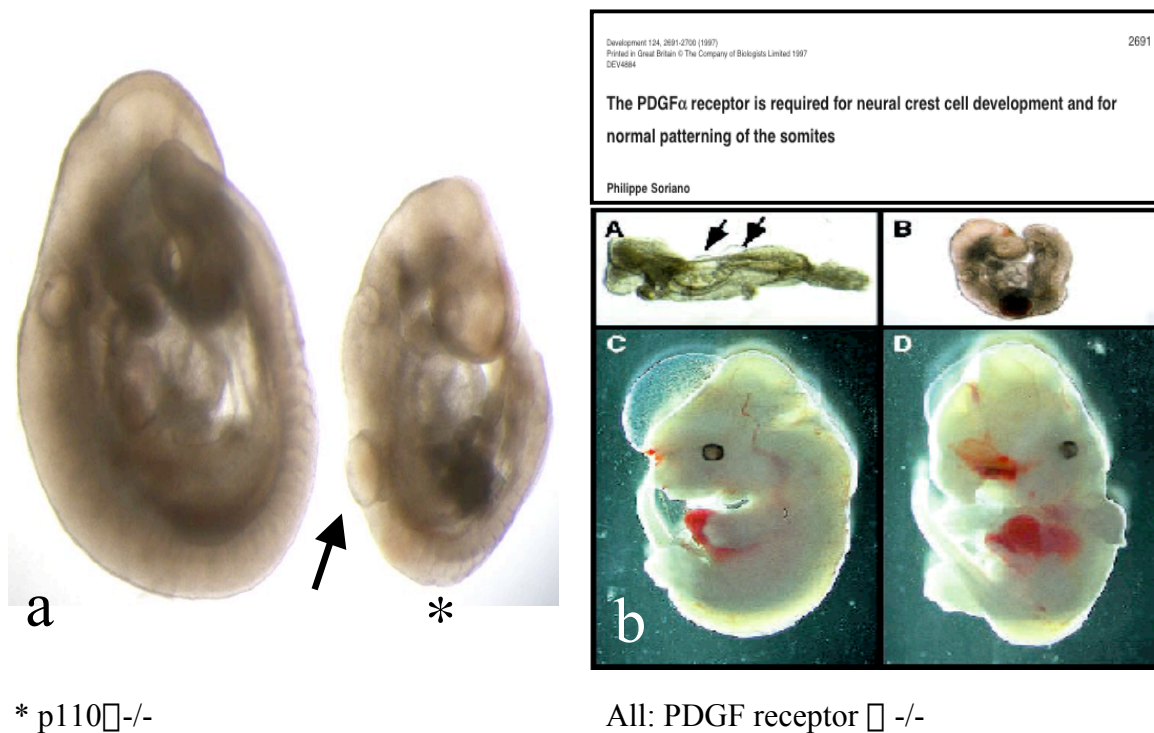 Development 124, 2691-2700 (1997)
Printed in Great Britain © The Company of Biologists Limited 1997
DEV4884
2691
The PDGFα receptor is required for neural crest cell development and for
normal patterning of the somites
Philippe Soriano
A
B
C
D
a
*
b
* p110▯-/-
All: PDGF receptor ▯ -/-